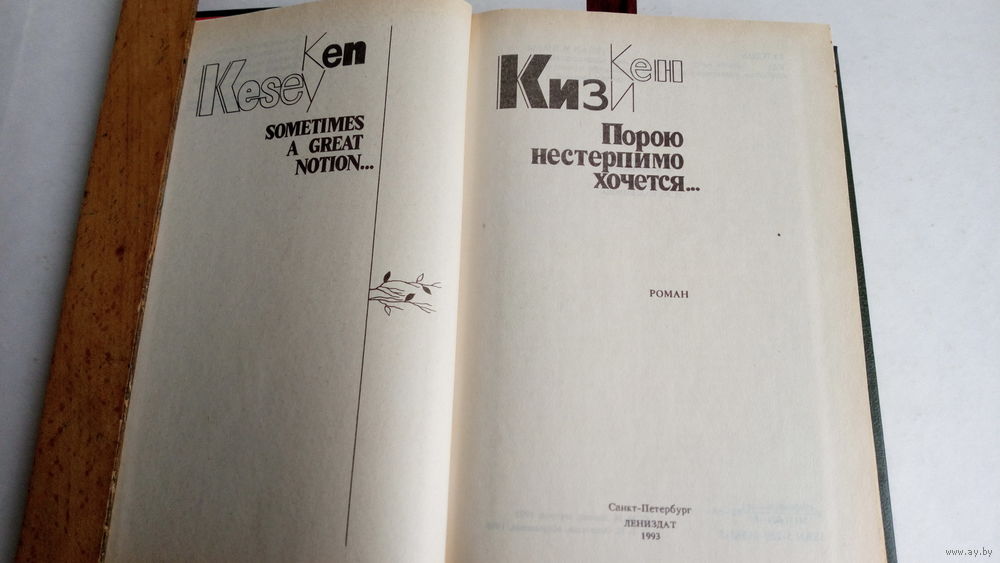 Ken
Kesey
SOMETIMES
A GREAT
NOTION...
Кен
Кизи
Порою
нестерпимо
хочется...
РОМАН
Санкт-Петербург
ЛЕНИЗДАТ
1993
www.ay.by